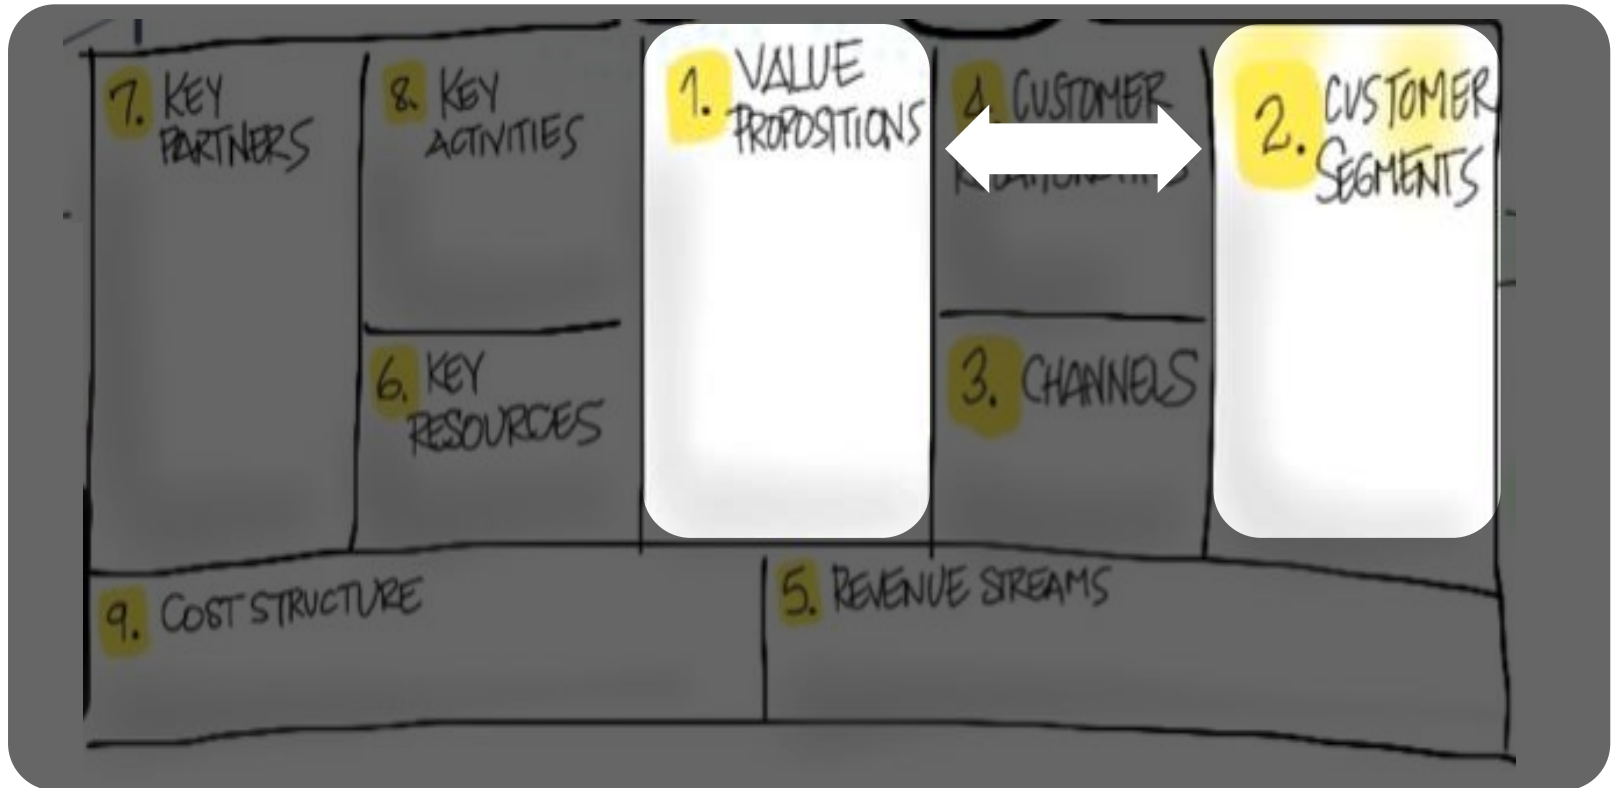 7. KEY
PARTNERS
8. KEY
ACTIVITIES
6. KEY
RESOURCES
1. VALUE
PROPOSITIONS
4. CUSTOMER
3. CHANNELS
2. CUSTOMER
SEGMENTS
9. COST STRUCTURE
5. REVENUE STREAMS